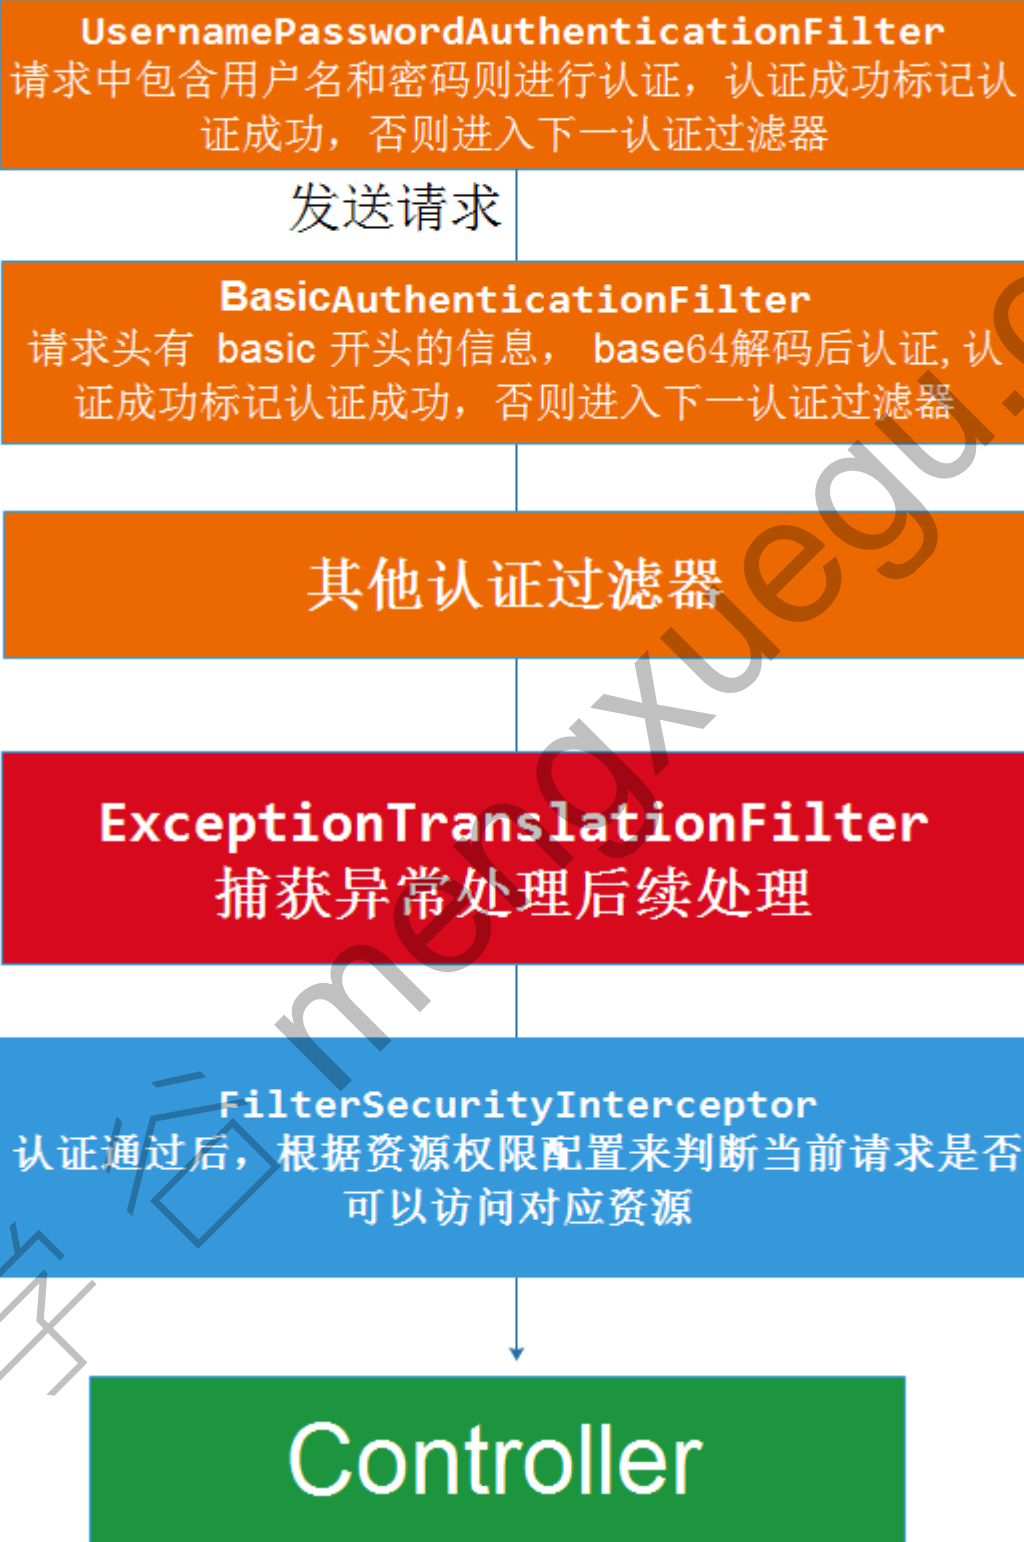 UsernamePasswordAuthenticationFilter
请求中包含用户名和密码则进行认证，认证成功标记认
证成功，否则进入下一认证过滤器
发送请求
BasicAuthenticationFilter
请求头有 basic 开头的信息， base64解码后认证,认
证成功标记认证成功，否则进入下一认证过滤器
其他认证过滤器
ExceptionTranslationFilter
捕获异常处理后续处理
FilterSecurityInterceptor
认证通过后，根据资源权限配置来判断当前请求是否
可以访问对应资源
Controller
学谷 mengxuegu.